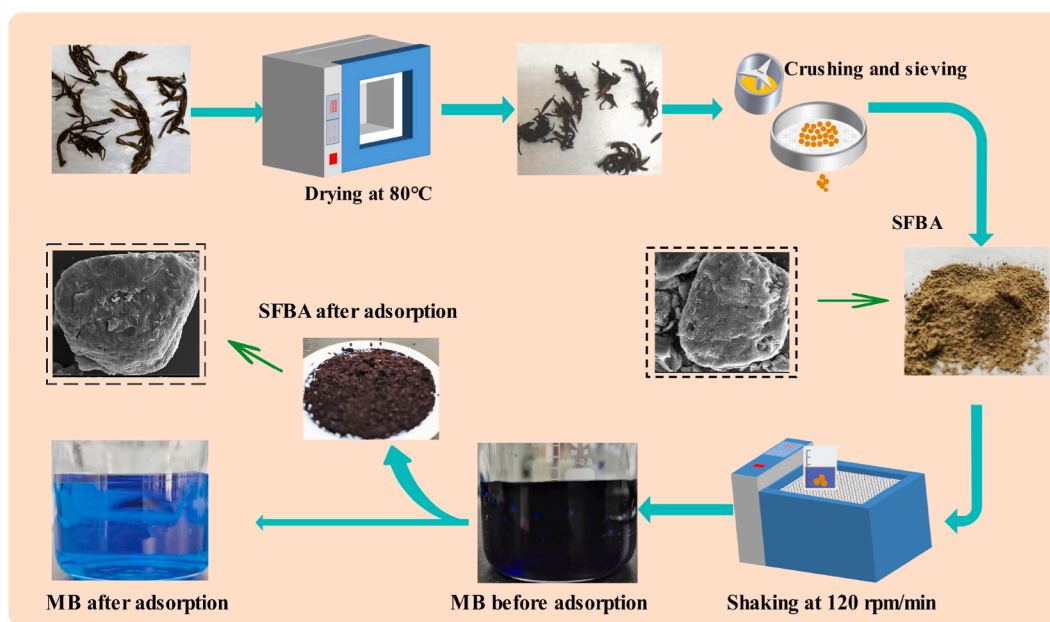 Crushing and sieving
Drying at 80°C
SFBA
SFBA after adsorption
MB after adsorption
MB before adsorption
Shaking at 120 rpm/min